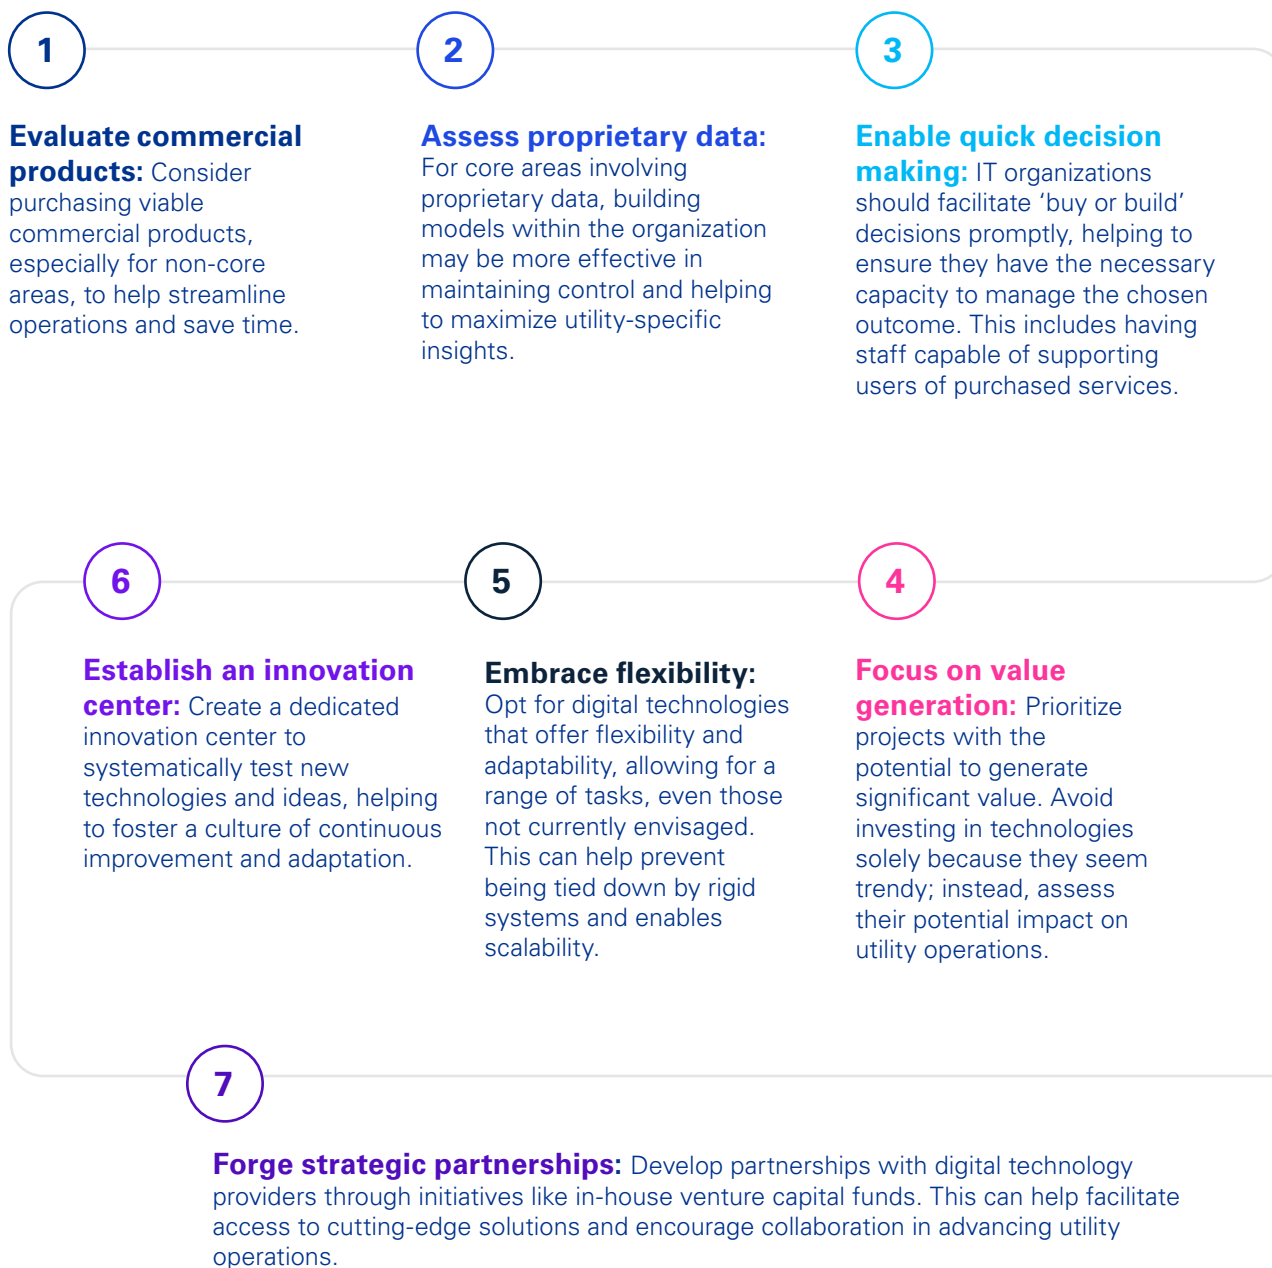 1
Evaluate commercial
products: Consider
purchasing viable
commercial products,
especially for non-core
areas, to help streamline
operations and save time.
2
Assess proprietary data:
For core areas involving
proprietary data, building
models within the organization
may be more effective in
maintaining control and helping
to maximize utility-specific
insights.
3
Enable quick decision
making: IT organizations
should facilitate ‘buy or build’
decisions promptly, helping to
ensure they have the necessary
capacity to manage the chosen
outcome. This includes having
staff capable of supporting
users of purchased services.
4
Focus on value
generation: Prioritize
projects with the
potential to generate
significant value. Avoid
investing in technologies
solely because they seem
trendy; instead, assess
their potential impact on
utility operations.
5
Embrace flexibility:
Opt for digital technologies
that offer flexibility and
adaptability, allowing for a
range of tasks, even those
not currently envisaged.
This can help prevent
being tied down by rigid
systems and enables
scalability.
6
Establish an innovation
center: Create a dedicated
innovation center to
systematically test new
technologies and ideas, helping
to foster a culture of continuous
improvement and adaptation.
7
Forge strategic partnerships: Develop partnerships with digital technology
providers through initiatives like in-house venture capital funds. This can help facilitate
access to cutting-edge solutions and encourage collaboration in advancing utility
operations.